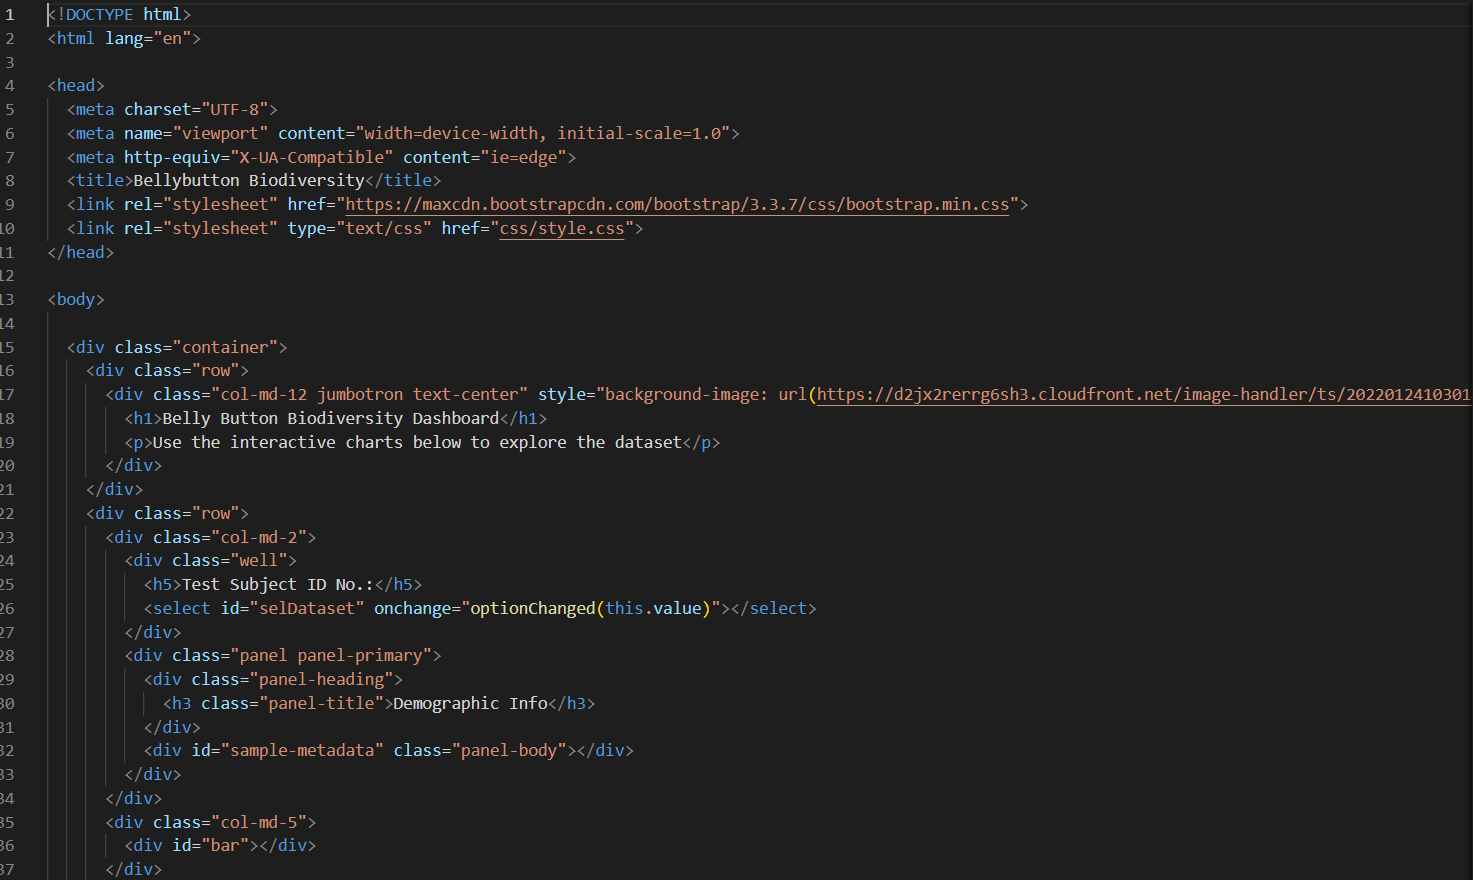 1 <!DOCTYPE html>
2 <html lang="en">
3
4 <head>
5 <meta charset="UTF-8">
6 <meta name="viewport" content="width=device-width, initial-scale=1.0">
7 <meta http-equiv="X-UA-Compatible" content="ie=edge">
8 <title>Bellybutton Biodiversity</title>
9 <link rel="stylesheet" href="https://maxcdn.bootstrapcdn.com/bootstrap/3.3.7/css/bootstrap.min.css">
10 <link rel="stylesheet" type="text/css" href="css/style.css">
11 </head>
12
13 <body>
14
15 <div class="container">
16 <div class="row">
17 <div class="col-md-12 jumbotron text-center" style="background-image: url(https://d2jx2rerrg6sh3.cloudfront.net/image-handler/ts/2022012410301
18 <h1>Belly Button Biodiversity Dashboard</h1>
19 <p>Use the interactive charts below to explore the dataset</p>
20 </div>
21 </div>
22 <div class="row">
23 <div class="col-md-2">
24 <div class="well">
25 <h5>Test Subject ID No.:</h5>
26 <select id="selDataset" onchange="optionChanged(this.value)"></select>
27 </div>
28 <div class="panel panel-primary">
29 <div class="panel-heading">
30 <h3 class="panel-title">Demographic Info</h3>
31 </div>
32 <div id="sample-metadata" class="panel-body"></div>
33 </div>
34 </div>
35 <div class="col-md-5">
36 <div id="bar"></div>
37 </div>